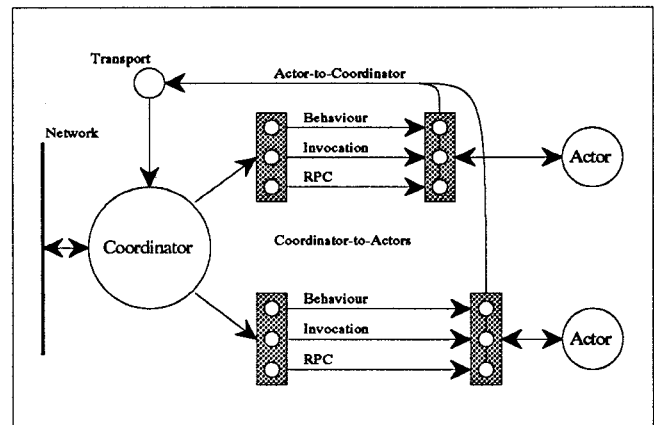 Transport
Actor-to-Coordinator
Behaviour
Network
Invocation
Actor
RPC
Coordinator
Coordinator-to-Actors
Behaviour
Invocation
Actor
RPC